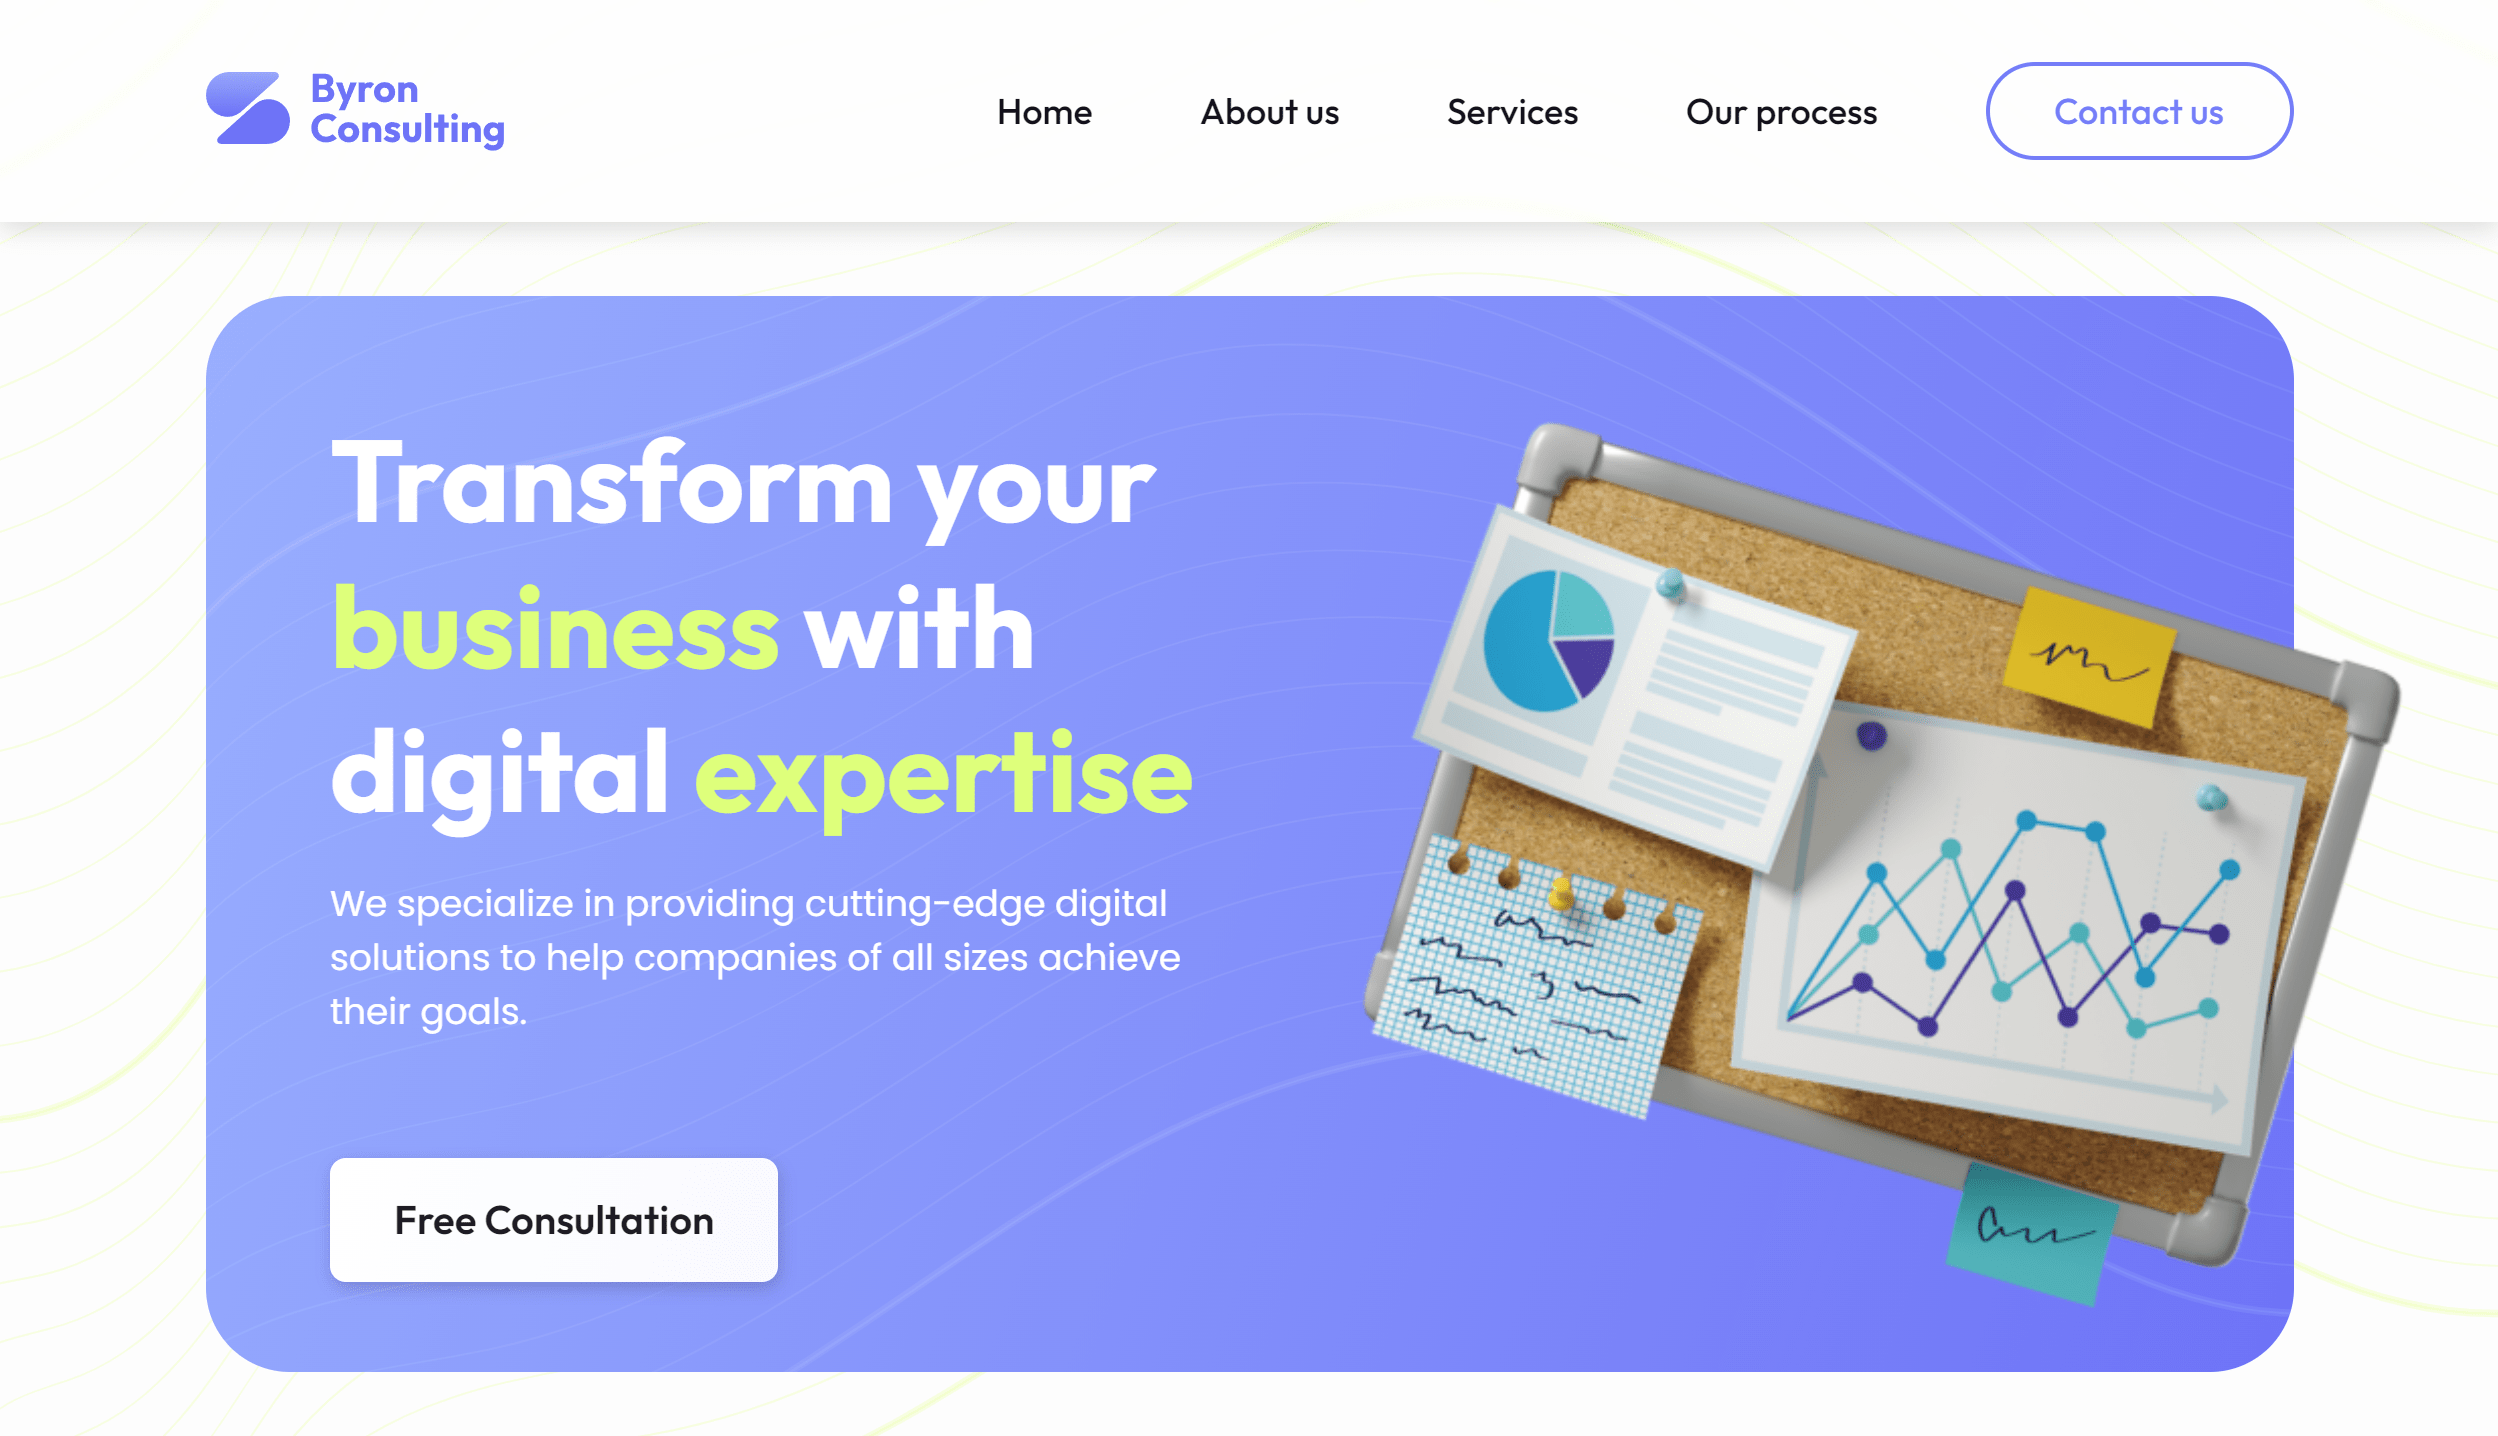 Byron
Consulting
Home
About us
Services
Our process
Contact us
Transform your
business with
digital expertise
We specialize in providing cutting-edge digital
solutions to help companies of all sizes achieve
their goals.
Free Consultation